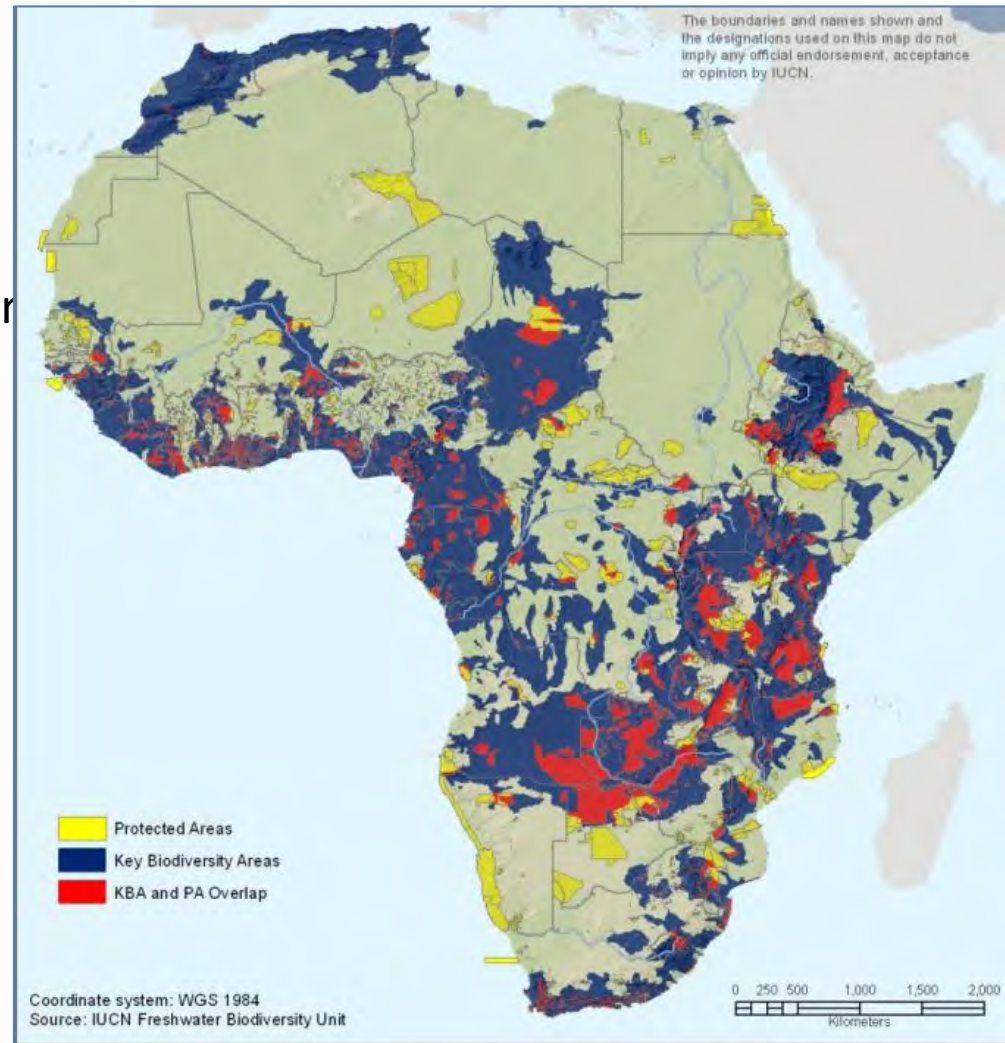 The boundaries and names shown and
the designations used on this map do not
imply any official endorsement, acceptance
or opinion by IUCN.
r
Protected Areas
Key Biodiversity Areas
KBA and PA Overlap
Coordinate system: WGS 1984
Source: IUCN Freshwater Biodiversity Unit
0 250 500 1,000 1,500 2,000
Kilometers